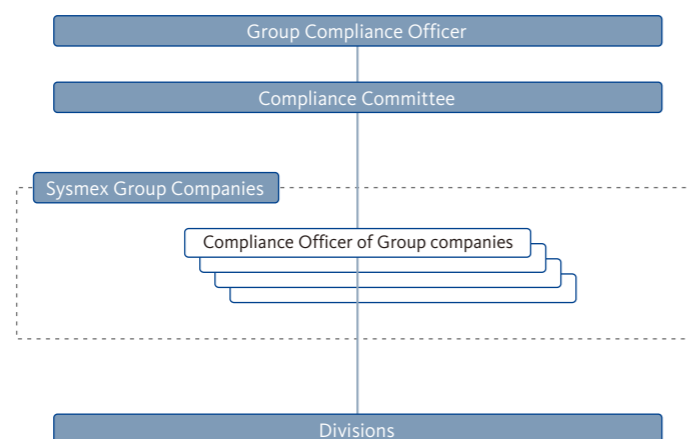 Group Compliance Officer
Compliance Committee
Sysmex Group Companies
Compliance Officer of Group companies
Divisions